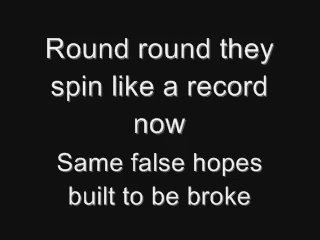 Round round they
spin like a record
now
Same false hopes
built to be broke